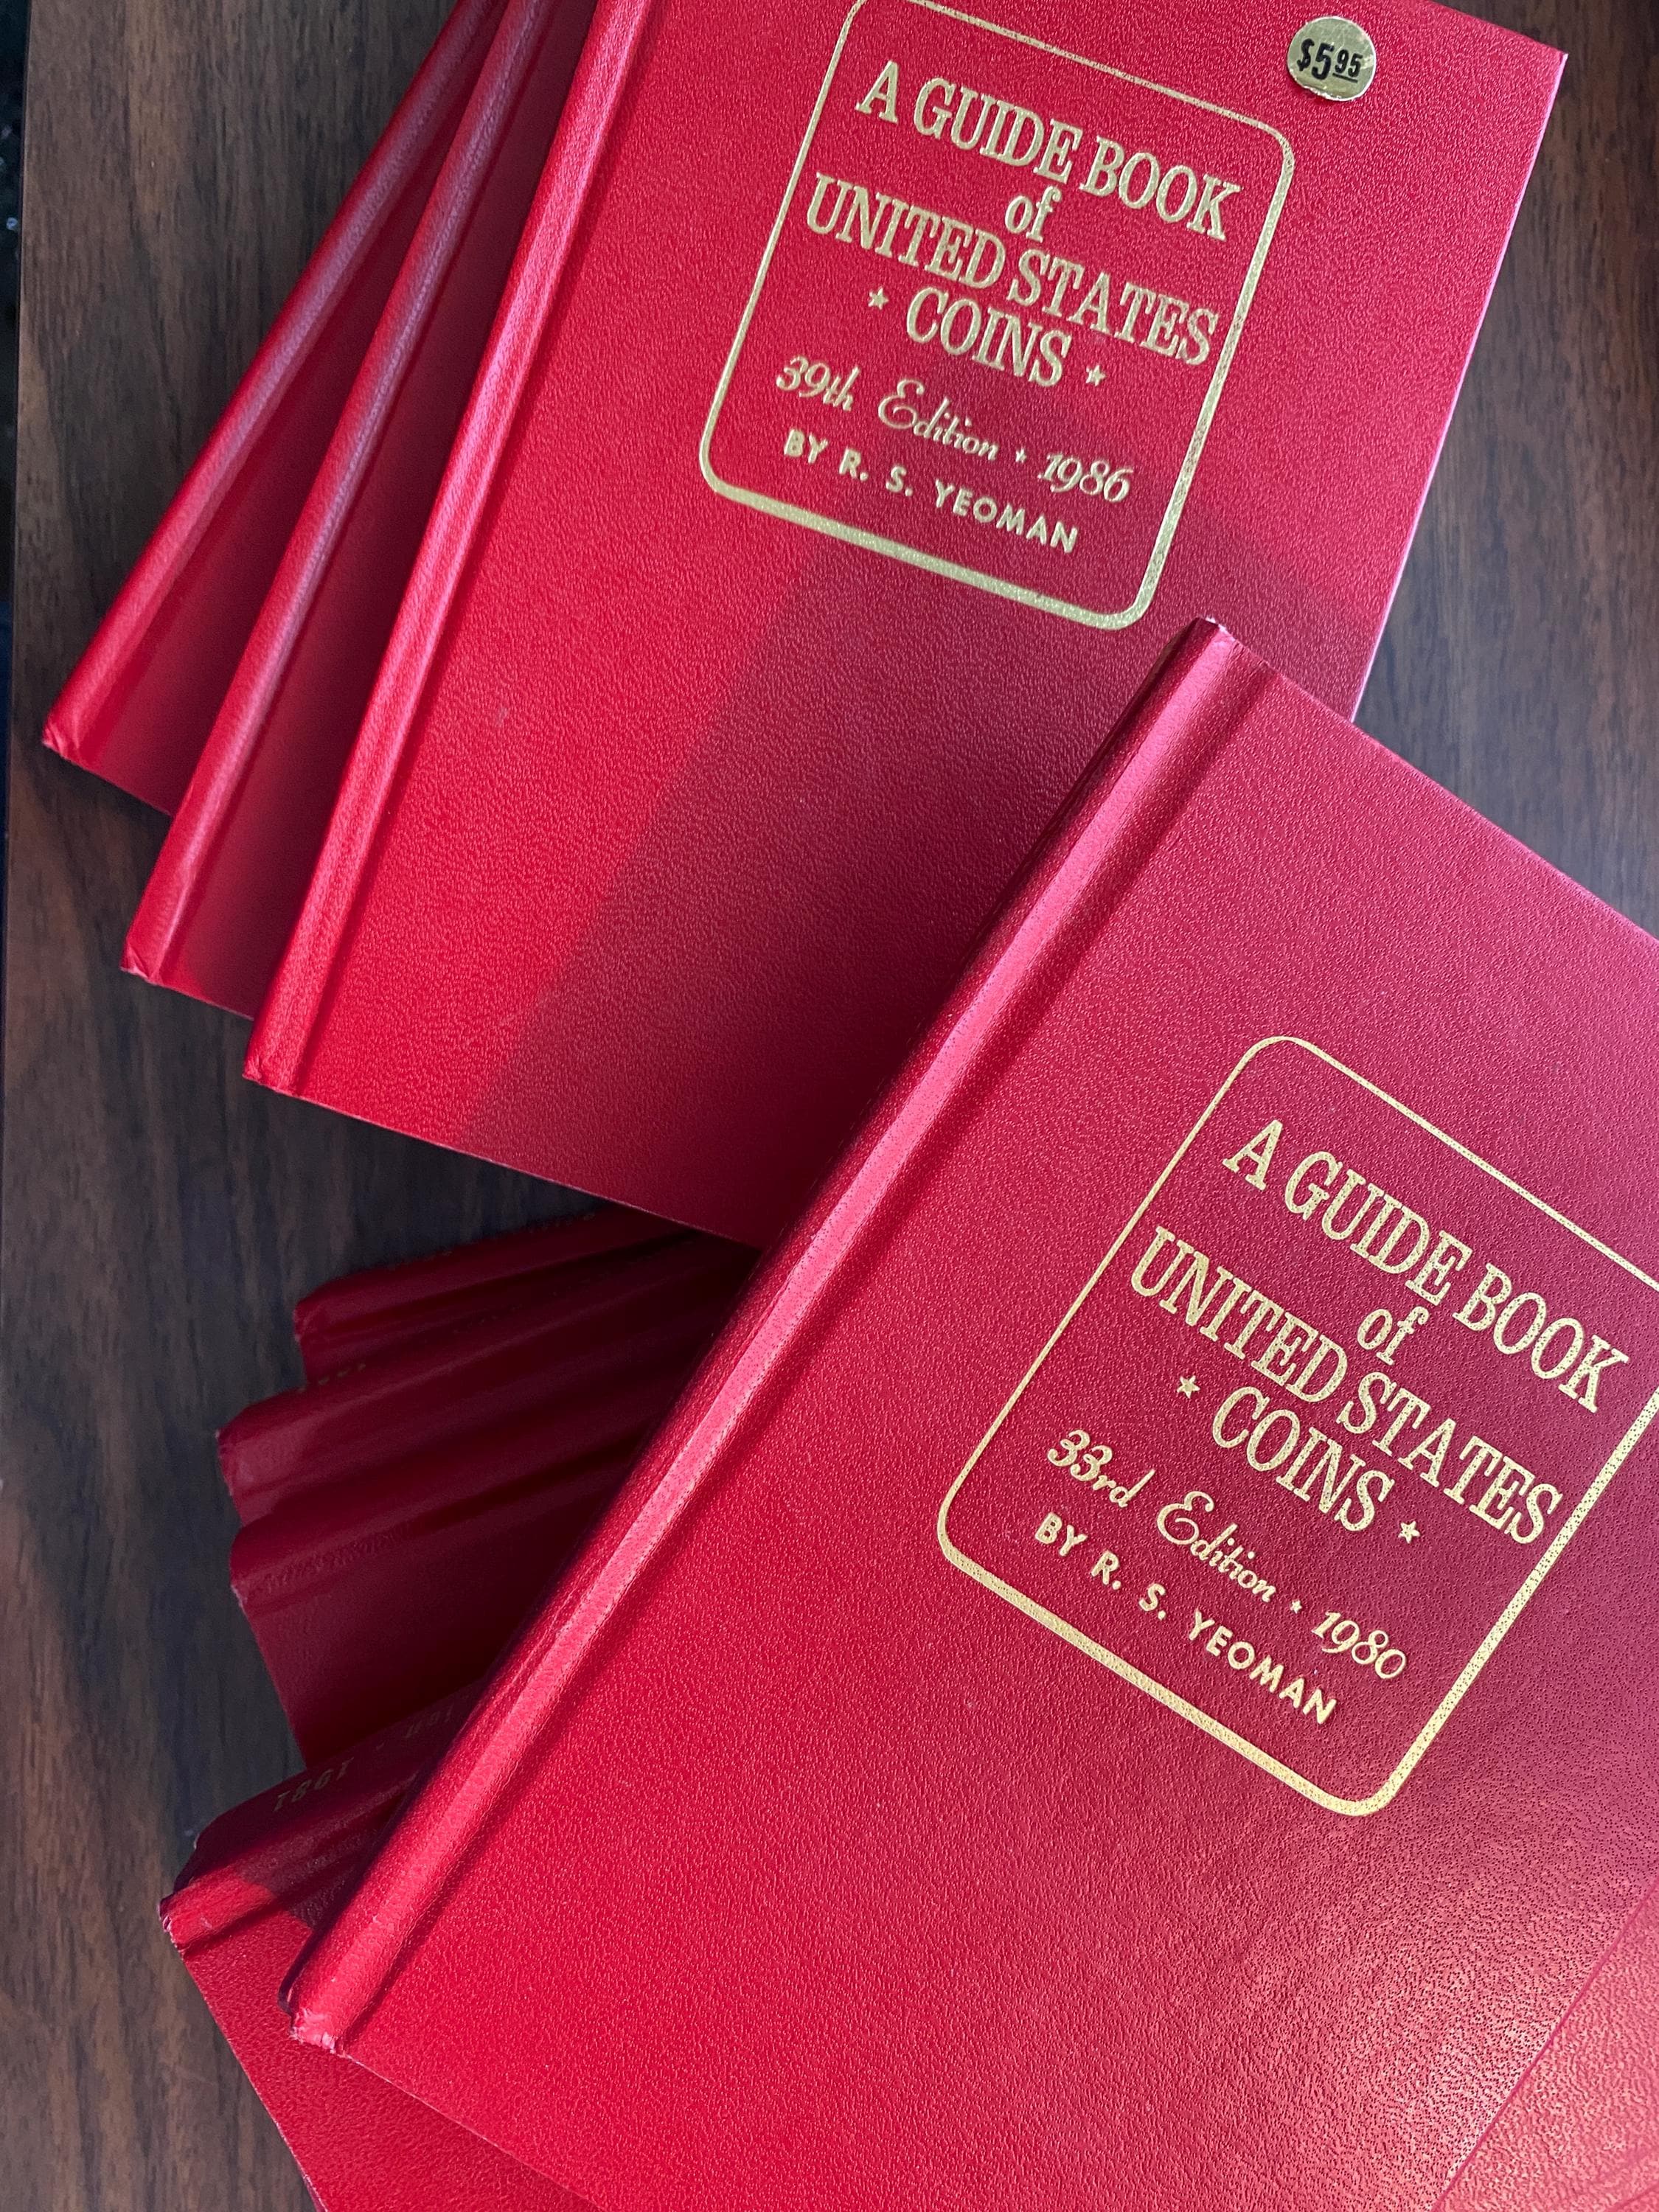 $5.95
A GUIDE BOOK
of
UNITED STATES
★ COINS ★
39th Edition ★ 1986
BY R. S. YEOMAN
A GUIDE BOOK
of
UNITED STATES
★ COINS ★
33rd Edition ★ 1980
BY R. S. YEOMAN
1981